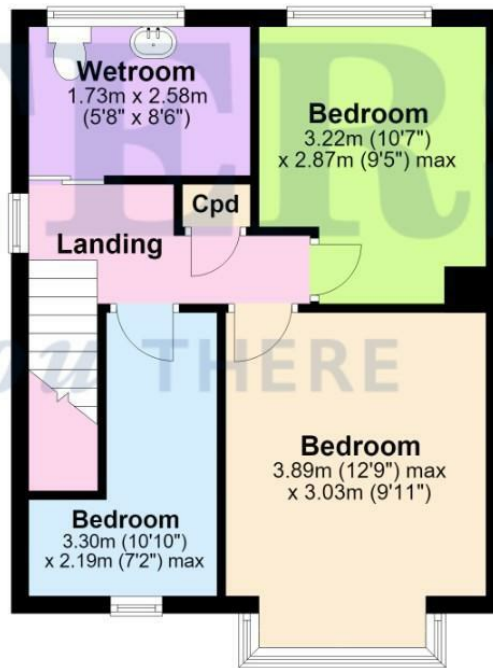 Wetroom
1.73m x 2.58m
(5'8" x 8'6")
Bedroom
3.22m (10'7")
x 2.87m (9'5") max
Cpd
Landing
THERE
Bedroom
3.89m (12'9") max
x 3.03m (9'11")
Bedroom
3.30m (10'10")
x 2.19m (7'2") max